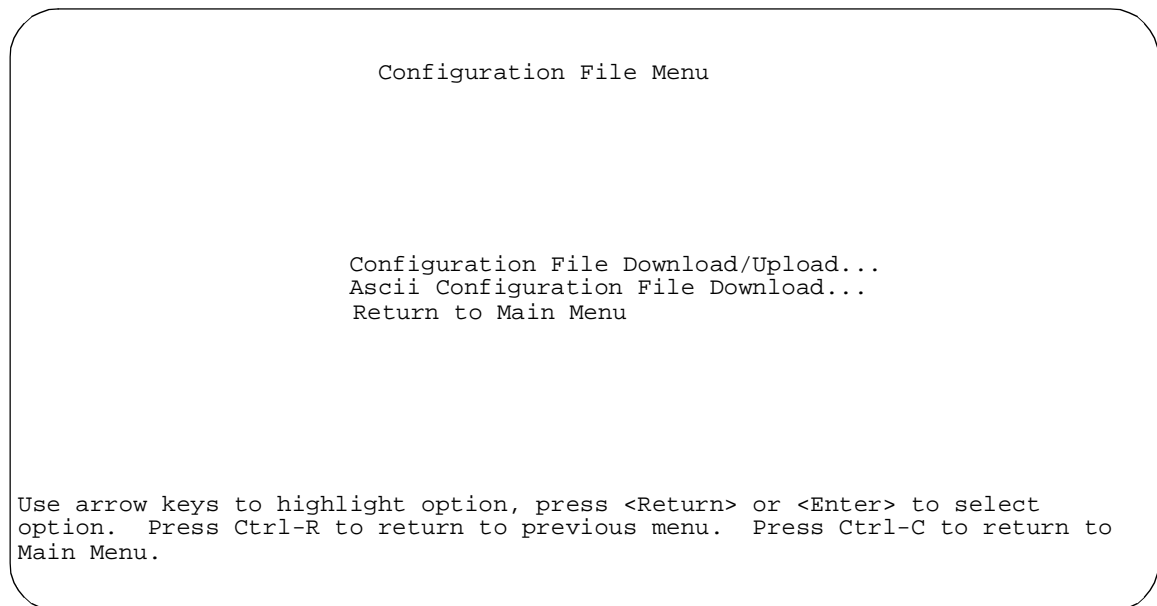 Configuration File Menu
Configuration File Download/Upload...
Ascii Configuration File Download...
Return to Main Menu
Use arrow keys to highlight option, press <Return> or <Enter> to select
option.  Press Ctrl-R to return to previous menu.  Press Ctrl-C to return to
Main Menu.